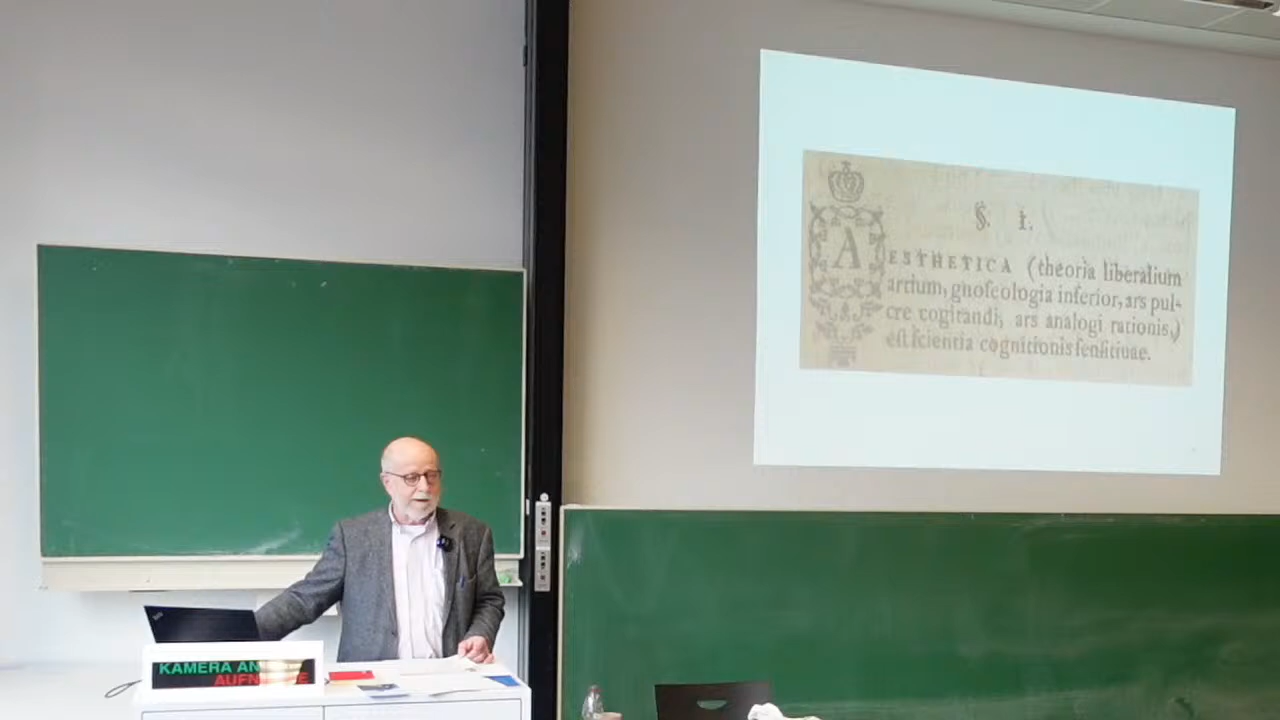 §. I.
AESTHETICA (theoria liberalium
artium, gnoseologia inferior, ars pul-
cre cogitandi, ars analogi rationis,)
est scientia cognitionis sensitiuae.
KAMERA AN
AUFN